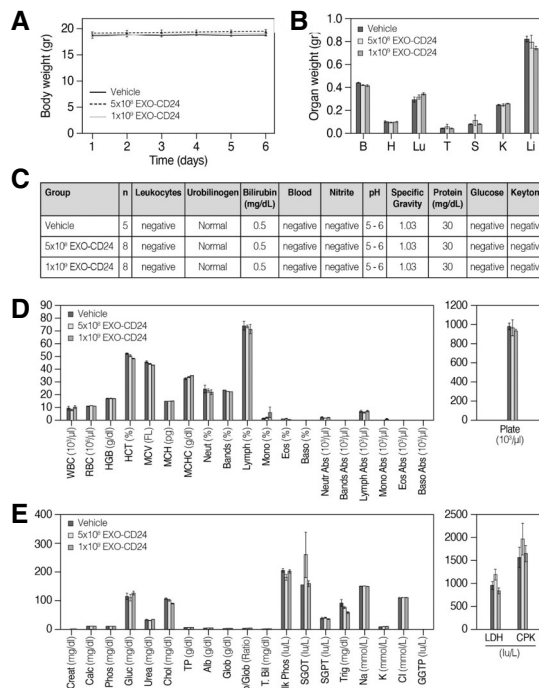 A
Body weight (gr)
20
15
10
5
0
Vehicle
5x10⁸ EXO-CD24
1x10⁹ EXO-CD24
1 2 3 4 5 6
Time (days)
B
Organ weight (gr)
1.0
0.8
0.6
0.4
0.2
0.0
Vehicle
5x10⁸ EXO-CD24
1x10⁹ EXO-CD24
B H Lu T S K Li
C
Group n Leukocytes Urobilinogen Bilirubin (mg/dL) Blood Nitrite pH Specific Gravity Protein (mg/dL) Glucose Keyton
Vehicle 5 negative Normal 0.5 negative negative 5 - 6 1.03 30 negative negative
5x10⁸ EXO-CD24 8 negative Normal 0.5 negative negative 5 - 6 1.03 30 negative negative
1x10⁹ EXO-CD24 8 negative Normal 0.5 negative negative 5 - 6 1.03 30 negative negative
D
90
80
70
60
50
40
30
20
10
0
Vehicle
5x10⁸ EXO-CD24
1x10⁹ EXO-CD24
WBC (10³/µl)
RBC (10⁶/µl)
HGB (g/dl)
HCT (%)
MCV (FL)
MCH (pg)
MCHC (g/dl)
Neut (%)
Bands (%)
Lymph (%)
Mono (%)
Eos (%)
Baso (%)
Neutr Abs (10³/µl)
Bands Abs (10³/µl)
Lymph Abs (10³/µl)
Mono Abs (10³/µl)
Eos Abs (10³/µl)
Baso Abs (10³/µl)
1200
1000
800
600
400
200
0
Plate
(10³/µl)
E
400
300
200
100
0
Vehicle
5x10⁸ EXO-CD24
1x10⁹ EXO-CD24
Creat (mg/dl)
Calc (mg/dl)
Phos (mg/dl)
Gluc (mg/dl)
Urea (mg/dl)
Chol (mg/dl)
TP (g/dl)
Alb (g/dl)
Glob (g/dl)
b/Glob (Ratio)
T. Bil (mg/dl)
lk Phos (Iu/L)
SGOT (Iu/L)
SGPT (Iu/L)
Trig (mg/dl)
Na (mmol/L)
K (mmol/L)
Cl (mmol/L)
GGTP (Iu/L)
2500
2000
1500
1000
500
0
LDH CPK
(Iu/L)